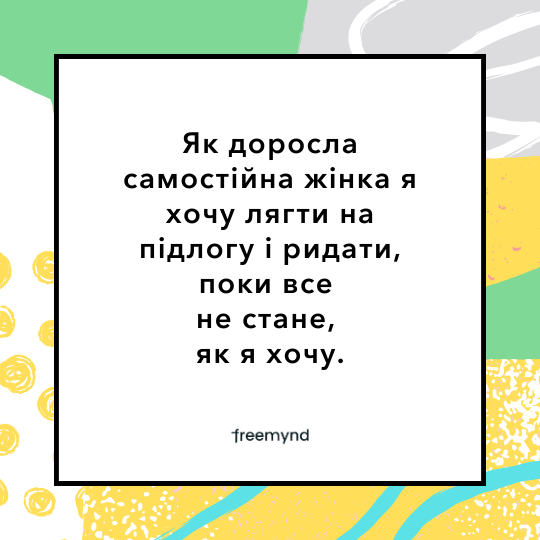 Як доросла
самостійна жінка я
хочу лягти на
підлогу і ридати,
поки все
не стане,
як я хочу.
freemynd